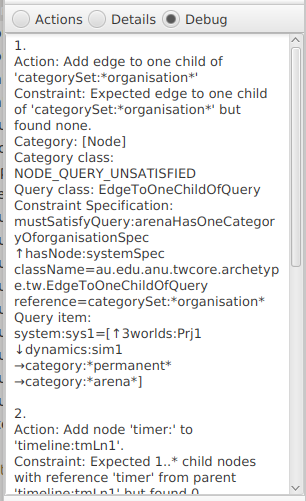 Actions Details Debug
1.
Action: Add edge to one child of
'categorySet:*organisation*'
Constraint: Expected edge to one child
of 'categorySet:*organisation*' but
found none.
Category: [Node]
Category class:
NODE_QUERY_UNSATISFIED
Query class: EdgeToOneChildOfQuery
Constraint Specification:
mustSatisfyQuery:arenaHasOneCategor
yOforganisationSpec
↑hasNode:systemSpec
className=au.edu.anu.twcore.archetyp
e.tw.EdgeToOneChildOfQuery
reference=categorySet:*organisation*
Query item:
system:sys1=[↑3worlds:Prj1
↓dynamics:sim1
→category:*permanent*
→category:*arena*]
2.
Action: Add node 'timer:' to
'timeline:tmLn1'.
Constraint: Expected 1..* child nodes
with reference 'timer' from parent
'timeline:tmLn1' but found 0.